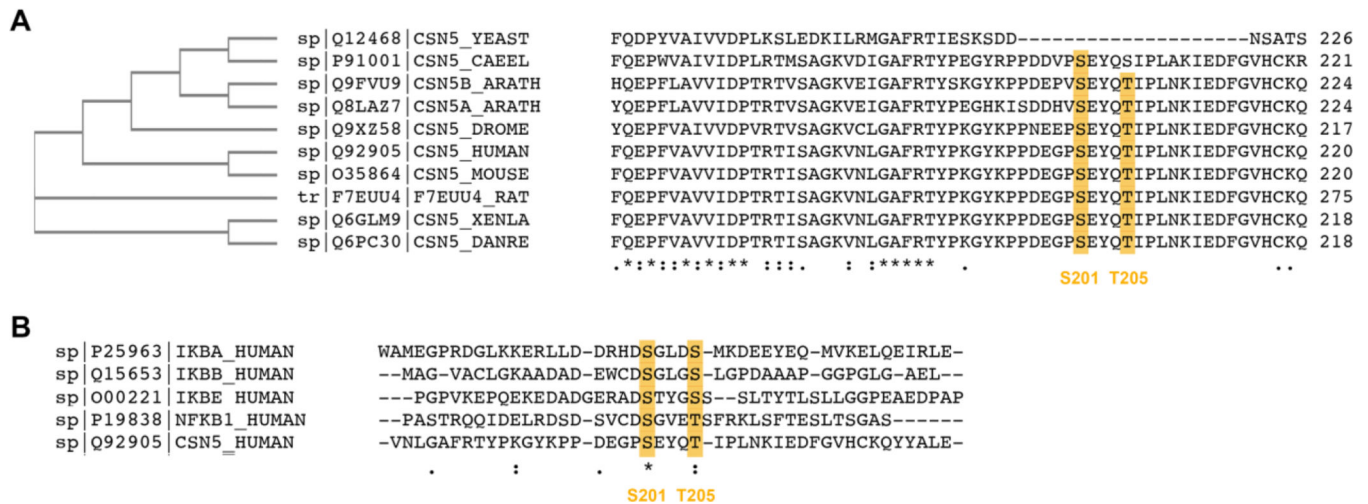 A
sp|Q12468|CSN5_YEAST FQDPYVAIVVDPLKSLEDKILRMGAFRTIESKSDD--------------------NSATS 226
sp|P91001|CSN5_CAEEL FQEPWVAIVIDPLRTMSAGKVDIGAFRTYPEGYRPPDDVPSEYQSIPLAKIEDFGVHCKR 221
sp|Q9FVU9|CSN5B_ARATH HQEPFLAVVIDPTRTVSAGKVEIGAFRTYSKGYKPPDEPVSEYQTIPLNKIEDFGVHCKQ 224
sp|Q8LAZ7|CSN5A_ARATH YQEPFLAVVIDPTRTVSAGKVEIGAFRTYPEGHKISDDHVSEYQTIPLNKIEDFGVHCKQ 224
sp|Q9XZ58|CSN5_DROME YQEPFVAIVVDPVRTVSAGKVCLGAFRTYPKGYKPPNEEPSEYQTIPLNKIEDFGVHCKQ 217
sp|Q92905|CSN5_HUMAN FQEPFVAVVIDPTRTISAGKVNLGAFRTYPKGYKPPDEGPSEYQTIPLNKIEDFGVHCKQ 220
sp|O35864|CSN5_MOUSE FQEPFVAVVIDPTRTISAGKVNLGAFRTYPKGYKPPDEGPSEYQTIPLNKIEDFGVHCKQ 220
tr|F7EUU4|F7EUU4_RAT FQEPFVAVVIDPTRTISAGKVNLGAFRTYPKGYKPPDEGPSEYQTIPLNKIEDFGVHCKQ 275
sp|Q6GLM9|CSN5_XENLA FQEPFVAVVIDPTRTISAGKVNLGAFRTYPKGYKPPDEGPSEYQTIPLNKIEDFGVHCKQ 218
sp|Q6PC30|CSN5_DANRE FQEPFVAVVIDPTRTISAGKVNLGAFRTYPKGYKPPDEGPSEYQTIPLNKIEDFGVHCKQ 218
.*:*:*:*:** :::. : :***** . ..
S201 T205
B
sp|P25963|IKBA_HUMAN WAMEGPRDGLKKERLLD-DRHDSGLDS-MKDEEYEQ-MVKELQEIRLE-
sp|Q15653|IKBB_HUMAN --MAG-VACLGKAADAD-EWCDSGLGS-LGPDAAAP-GGPGLG-AEL--
sp|O00221|IKBE_HUMAN ---PGPVKEPQEKEDADGERADSTYGSS--SLTYTLSLLGGPEAEDPAP
sp|P19838|NFKB1_HUMAN ---PASTRQQIDELRDSD-SVCDSGVETSFRKLSFTESLTSGAS-----
sp|Q92905|CSN5_HUMAN -VNLGAFRTYPKGYKPP-DEGPSEYQT-IPLNKIEDFGVHCKQYYALE-
. : . * :
S201 T205